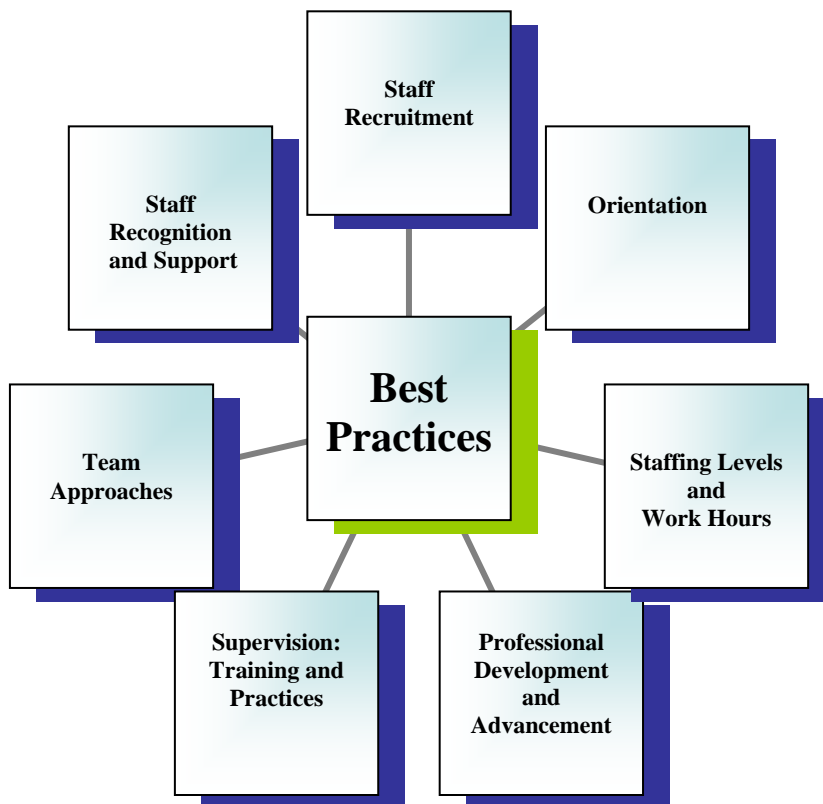 Staff
Recruitment
Orientation
Staffing Levels
and
Work Hours
Professional
Development
and
Advancement
Supervision:
Training and
Practices
Team
Approaches
Staff
Recognition
and Support
Best
Practices